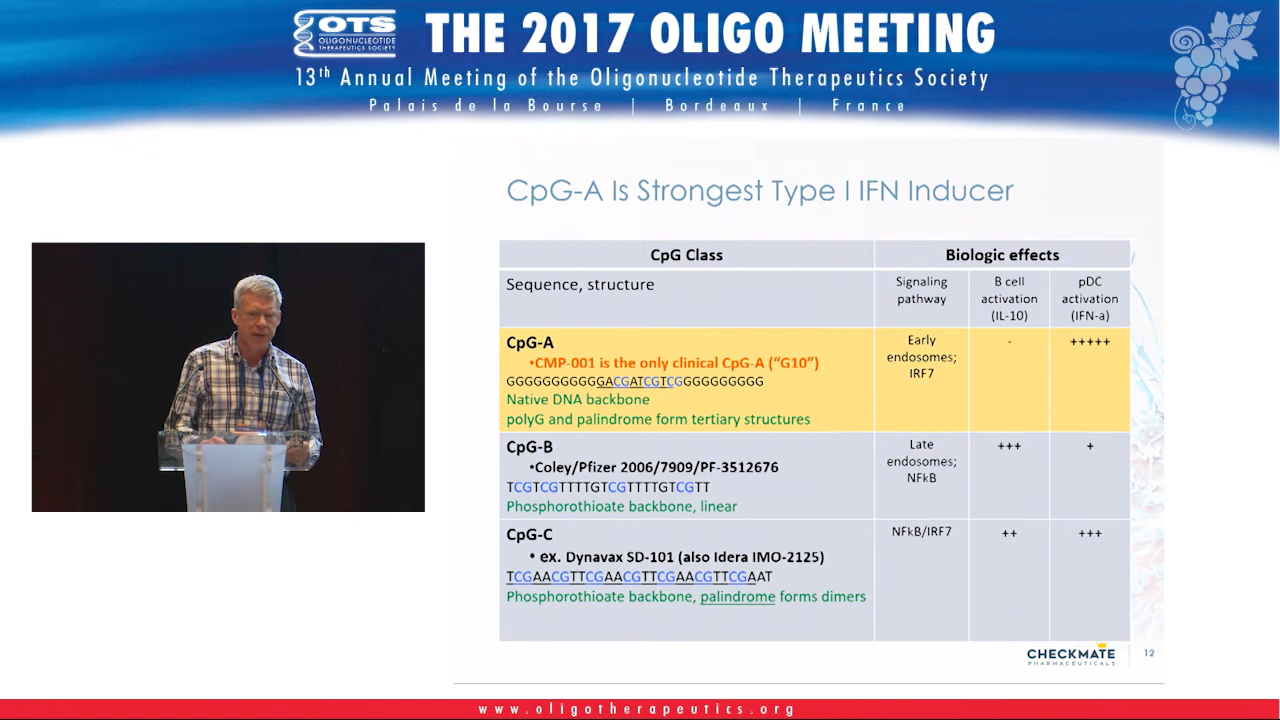 OTS
OLIGONUCLEOTIDE
THERAPEUTICS SOCIETY
THE 2017 OLIGO MEETING
13th Annual Meeting of the Oligonucleotide Therapeutics Society
Palais de la Bourse | Bordeaux | France
CpG-A Is Strongest Type I IFN Inducer
CpG Class
Biologic effects
Sequence, structure
Signaling
pathway
B cell
activation
(IL-10)
pDC
activation
(IFN-a)
CpG-A
•CMP-001 is the only clinical CpG-A (“G10”)
GGGGGGGGGGGACGATCGTCGGGGGGGGGG
Native DNA backbone
polyG and palindrome form tertiary structures
Early
endosomes;
IRF7
-
+++++
CpG-B
•Coley/Pfizer 2006/7909/PF-3512676
TCGTCGTTTTGTCGTTTTGTCGTT
Phosphorothioate backbone, linear
Late
endosomes;
NFkB
+++
+
CpG-C
• ex. Dynavax SD-101 (also Idera IMO-2125)
TCGAACGTTCGAACGTTCGAACGTTCGAAT
Phosphorothioate backbone, palindrome forms dimers
NFkB/IRF7
++
+++
CHECKMATE
PHARMACEUTICALS
12
www.oligotherapeutics.org